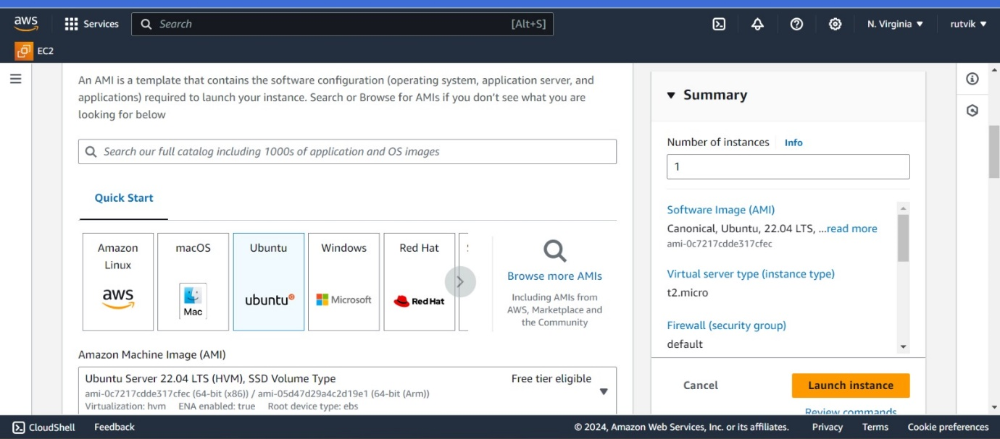 aws
Services
Search
[Alt+S]
N. Virginia ▼
rutvik ▼
EC2
An AMI is a template that contains the software configuration (operating system, application server, and
applications) required to launch your instance. Search or Browse for AMIs if you don't see what you are
looking for below
Search our full catalog including 1000s of application and OS images
Quick Start
Amazon
Linux
aws
macOS
Mac
Ubuntu
ubuntu
Windows
Microsoft
Red Hat
Red Hat
Browse more AMIs
Including AMIs from
AWS, Marketplace and
the Community
Amazon Machine Image (AMI)
Ubuntu Server 22.04 LTS (HVM), SSD Volume Type
Free tier eligible
ami-0c7217cdde317cfec (64-bit (x86)) / ami-05d47d29a4c2d19e1 (64-bit (Arm))
Virtualization: hvm ENA enabled: true Root device type: ebs
▼ Summary
Number of instances
Info
1
Software Image (AMI)
Canonical, Ubuntu, 22.04 LTS, ...read more
ami-0c7217cdde317cfec
Virtual server type (instance type)
t2.micro
Firewall (security group)
default
Cancel
Launch instance
Review commands
CloudShell
Feedback
© 2024, Amazon Web Services, Inc. or its affiliates.
Privacy
Terms
Cookie preferences